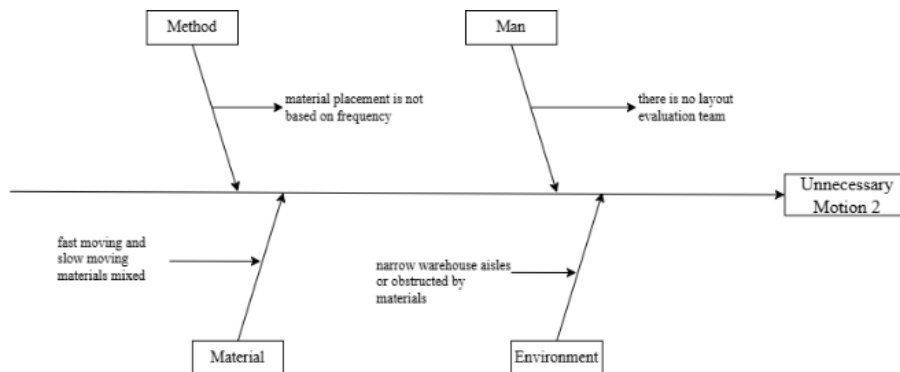 Method
Man
material placement is not
based on frequency
there is no layout
evaluation team
Unnecessary
Motion 2
fast moving and
slow moving
materials mixed
narrow warehouse aisles
or obstructed by
materials
Material
Environment